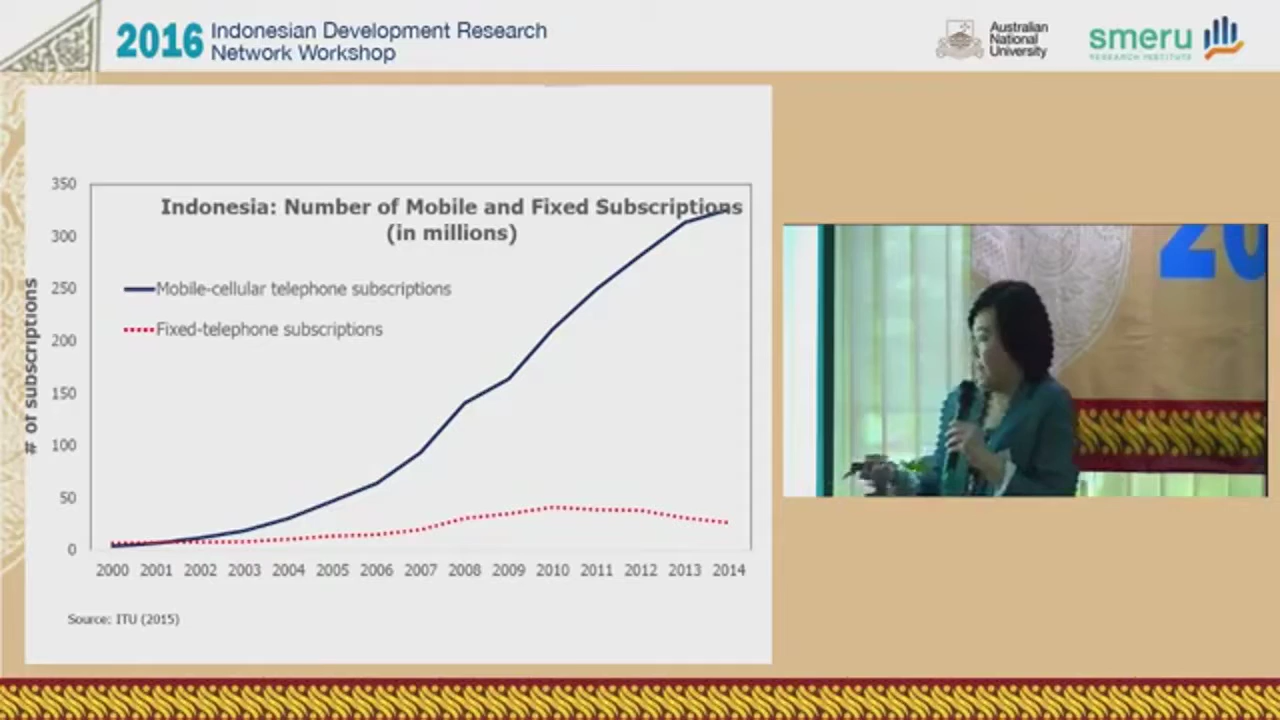 2016 Indonesian Development Research
Network Workshop
Australian
National
University
smeru
RESEARCH INSTITUTE
Indonesia: Number of Mobile and Fixed Subscriptions
(in millions)
Mobile-cellular telephone subscriptions
Fixed-telephone subscriptions
# of subscriptions
350
300
250
200
150
100
50
0
2000 2001 2002 2003 2004 2005 2006 2007 2008 2009 2010 2011 2012 2013 2014
Source: ITU (2015)
20